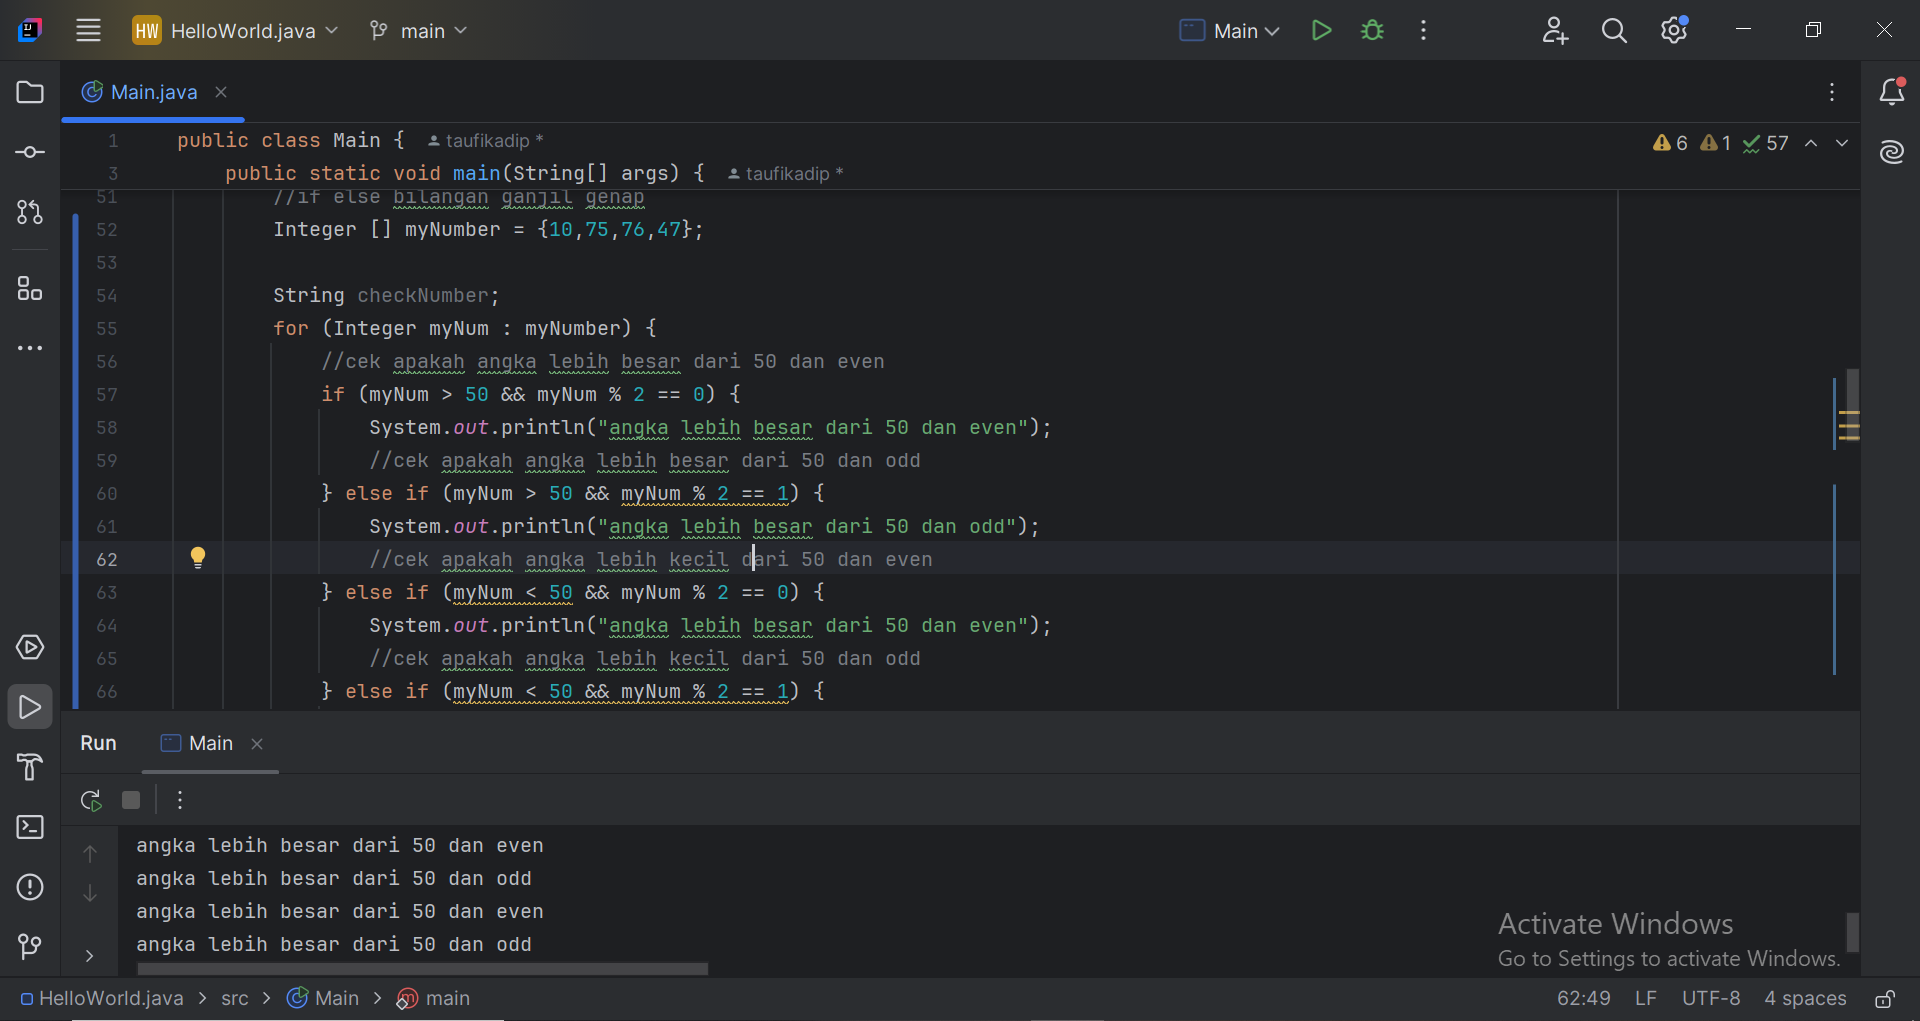 HW HelloWorld.java main Main
Main.java
1 public class Main { taufikadip *
6 1 57
3 public static void main(String[] args) { taufikadip *
51 //if else bilangan ganjil genap
52 Integer [] myNumber = {10,75,76,47};
53
54 String checkNumber;
55 for (Integer myNum : myNumber) {
56 //cek apakah angka lebih besar dari 50 dan even
57 if (myNum > 50 && myNum % 2 == 0) {
58 System.out.println("angka lebih besar dari 50 dan even");
59 //cek apakah angka lebih besar dari 50 dan odd
60 } else if (myNum > 50 && myNum % 2 == 1) {
61 System.out.println("angka lebih besar dari 50 dan odd");
62 //cek apakah angka lebih kecil dari 50 dan even
63 } else if (myNum < 50 && myNum % 2 == 0) {
64 System.out.println("angka lebih besar dari 50 dan even");
65 //cek apakah angka lebih kecil dari 50 dan odd
66 } else if (myNum < 50 && myNum % 2 == 1) {
Run Main
angka lebih besar dari 50 dan even
angka lebih besar dari 50 dan odd
angka lebih besar dari 50 dan even
angka lebih besar dari 50 dan odd
Activate Windows
Go to Settings to activate Windows.
HelloWorld.java > src > Main > main 62:49 LF UTF-8 4 spaces